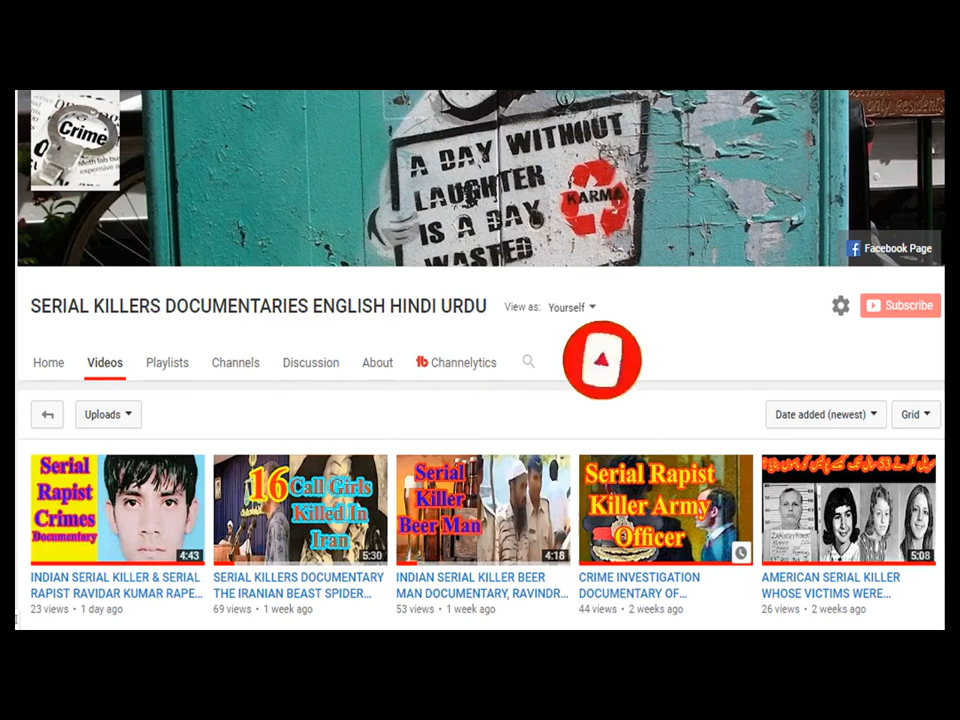 Crime
Meth lab bu
expensive
only Residents
A DAY WITHOUT
LAUGHTER
IS A DAY
WASTED
KARMA
Facebook Page
SERIAL KILLERS DOCUMENTARIES ENGLISH HINDI URDU
View as: Yourself
Subscribe
Home Videos Playlists Channels Discussion About Channelytics
Uploads
Date added (newest)
Grid
Serial
Rapist
Crimes
Documentary
4:43
INDIAN SERIAL KILLER & SERIAL
RAPIST RAVIDAR KUMAR RAPE...
23 views • 1 day ago
16 Call Girls
Killed In
Iran
5:30
SERIAL KILLERS DOCUMENTARY
THE IRANIAN BEAST SPIDER...
69 views • 1 week ago
Serial
Killer
Beer Man
4:18
INDIAN SERIAL KILLER BEER
MAN DOCUMENTARY, RAVINDR...
53 views • 1 week ago
Serial Rapist
Killer Army
Officer
CRIME INVESTIGATION
DOCUMENTARY OF...
44 views • 2 weeks ago
5:08
AMERICAN SERIAL KILLER
WHOSE VICTIMS WERE...
26 views • 2 weeks ago